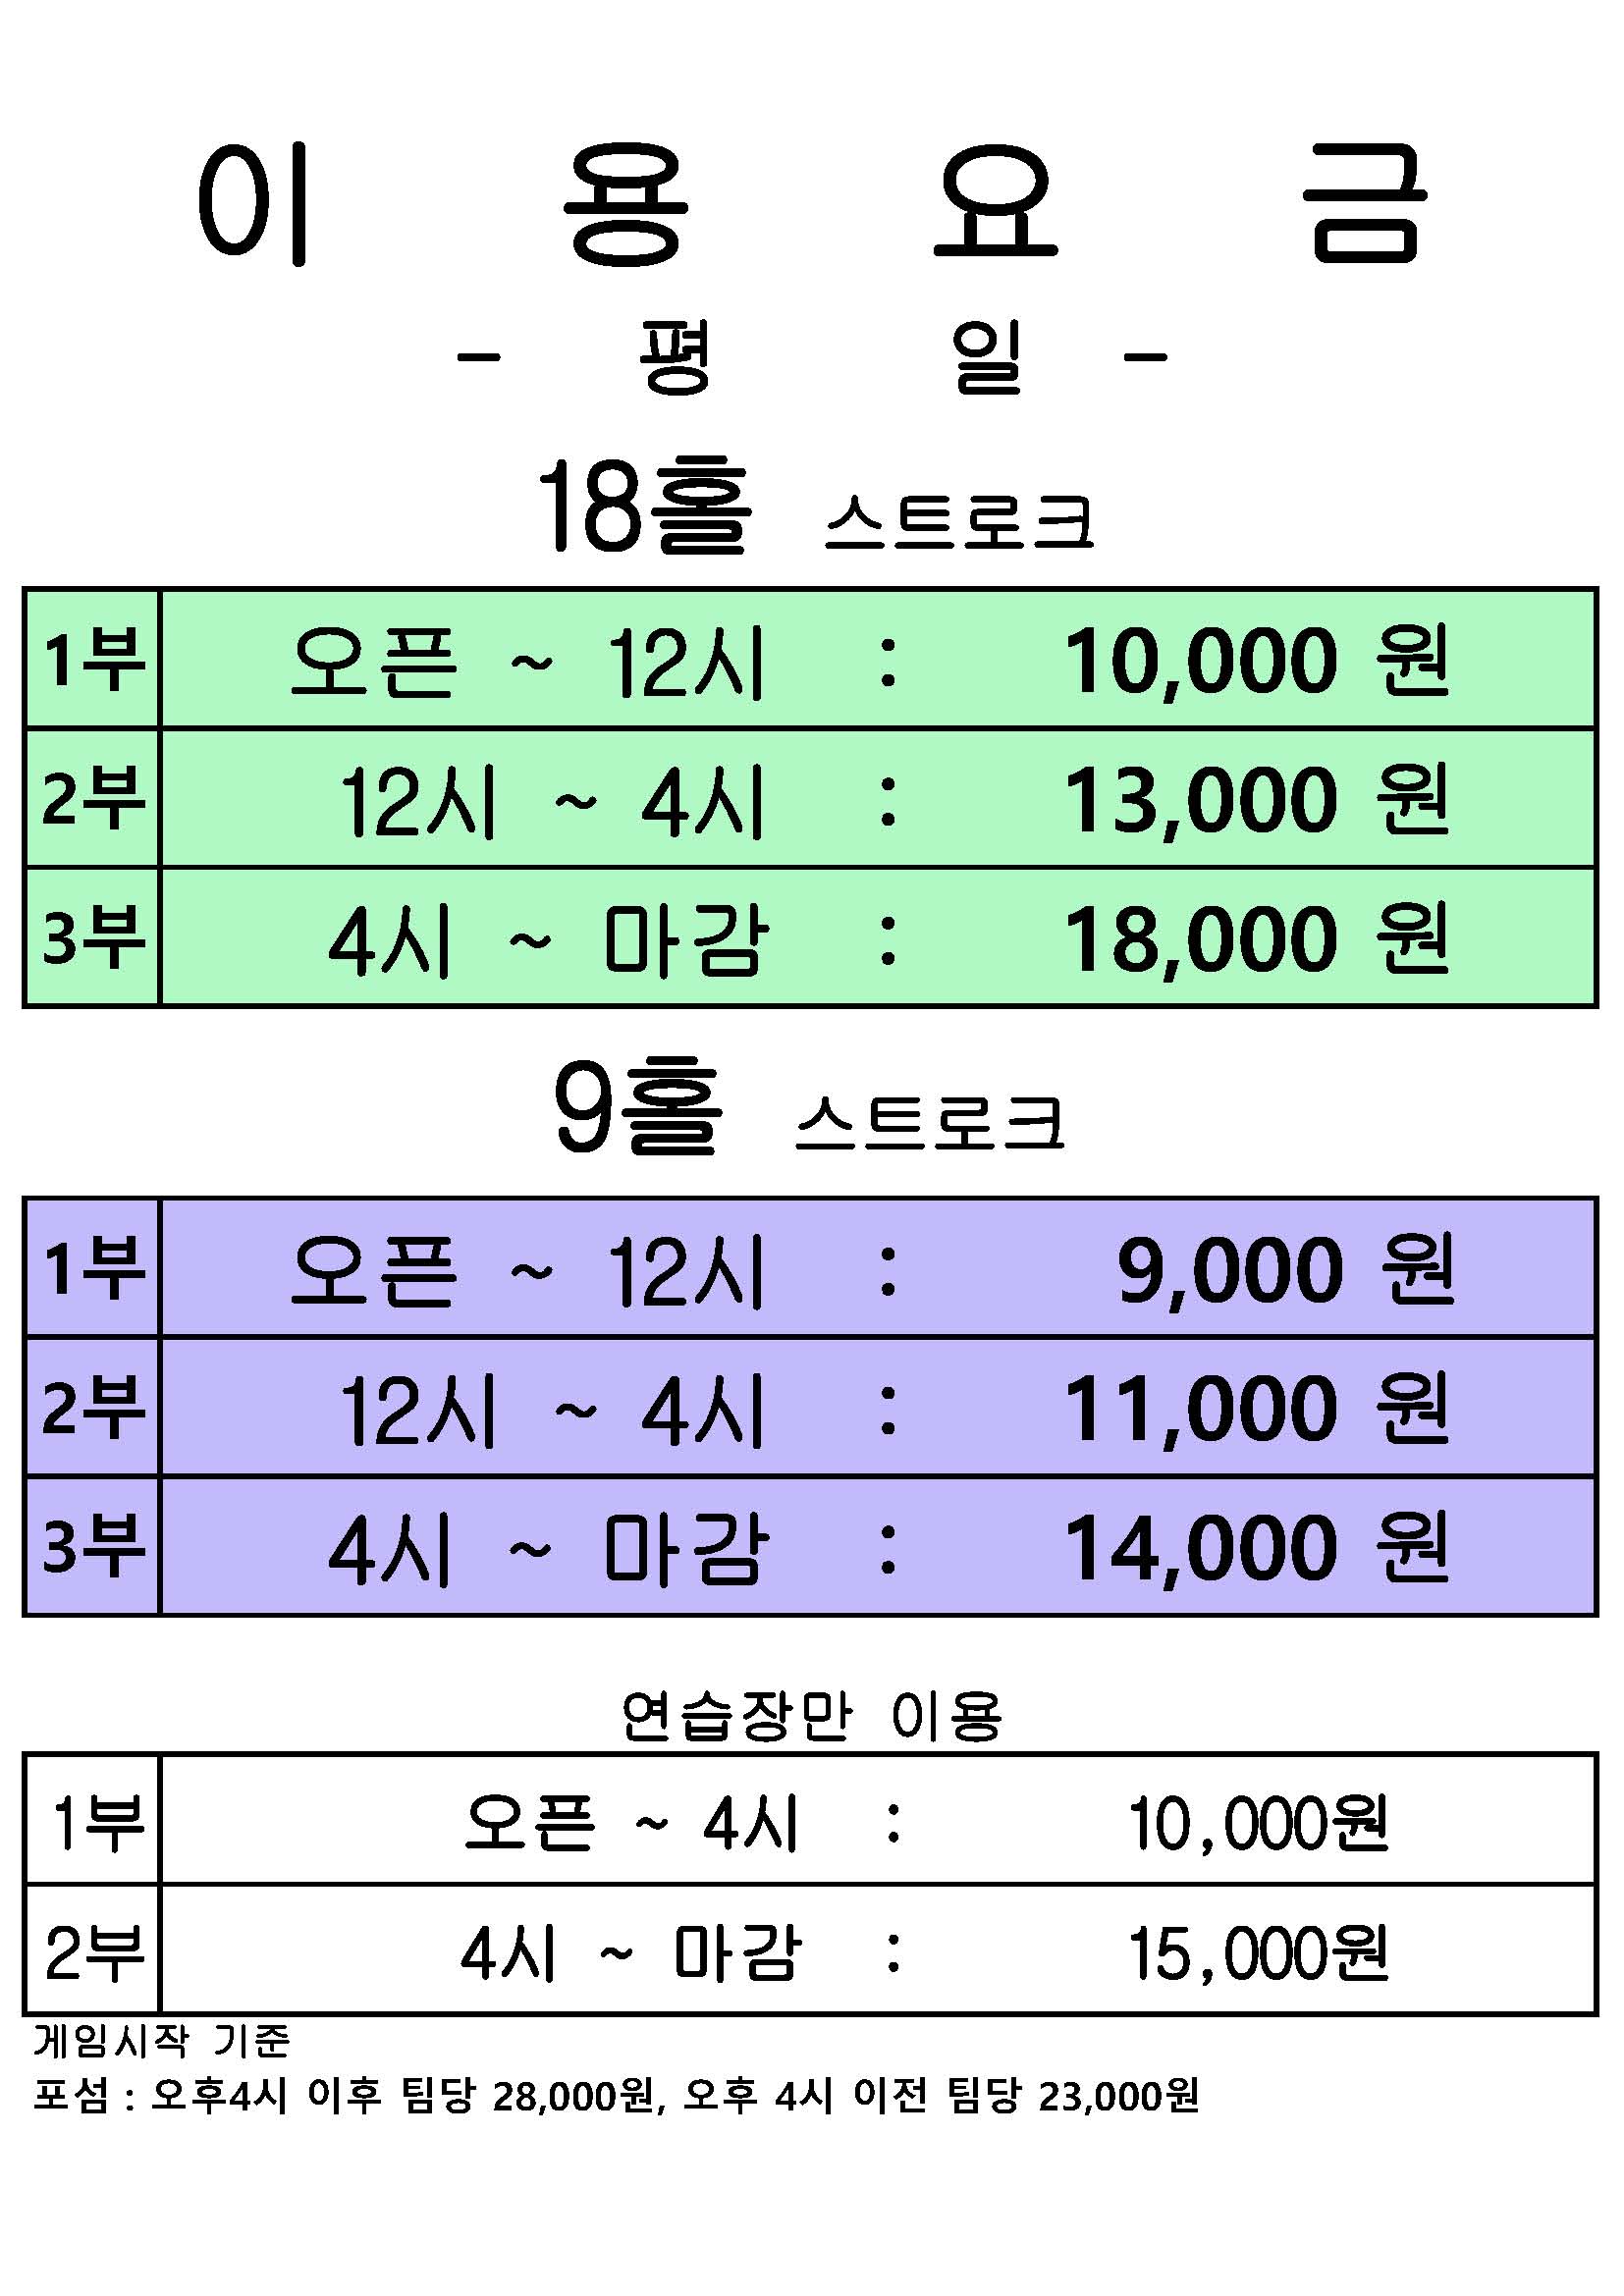 이 용 요 금
- 평 일 -
18홀 스트로크
1부 오픈 ~ 12시 : 10,000 원
2부 12시 ~ 4시 : 13,000 원
3부 4시 ~ 마감 : 18,000 원
9홀 스트로크
1부 오픈 ~ 12시 : 9,000 원
2부 12시 ~ 4시 : 11,000 원
3부 4시 ~ 마감 : 14,000 원
연습장만 이용
1부 오픈 ~ 4시 : 10,000원
2부 4시 ~ 마감 : 15,000원
게임시작 기준
포섬 : 오후4시 이후 팀당 28,000원, 오후 4시 이전 팀당 23,000원